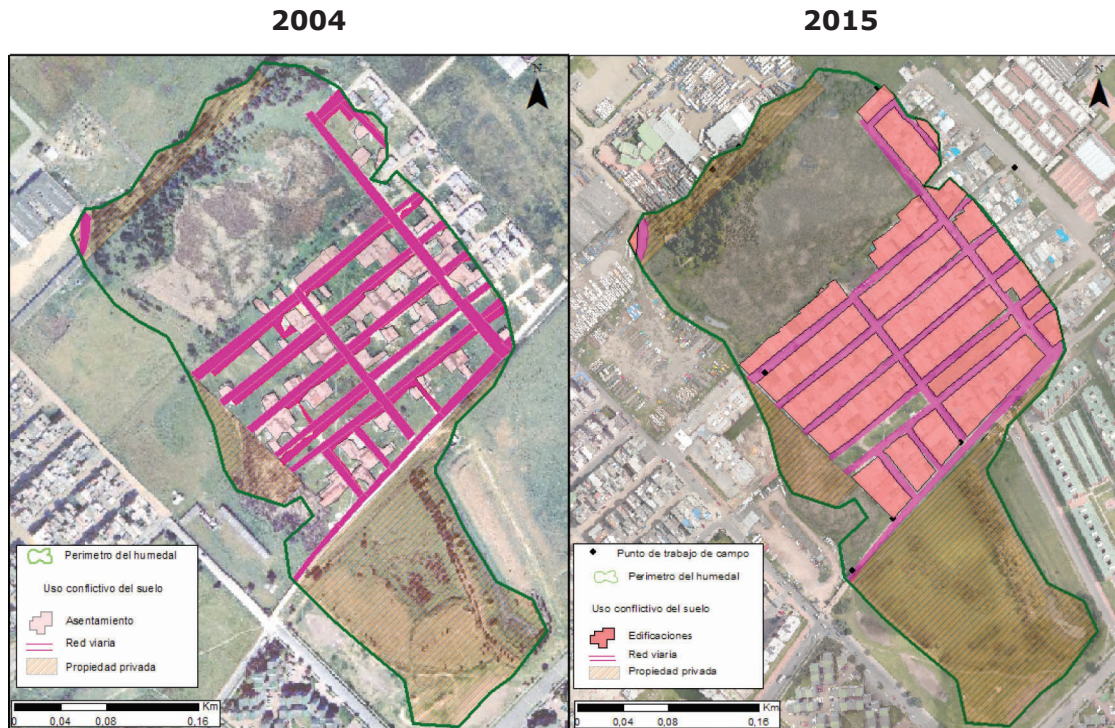 2004
2015
N
N
Perimetro del humedal
Uso conflictivo del suelo
Asentamiento
Red viaria
Propiedad privada
Km
0 0,04 0,08 0,16
Punto de trabajo de campo
Perimetro del humedal
Uso conflictivo del suelo
Edificaciones
Red viaria
Propiedad privada
Km
0 0,04 0,08 0,16